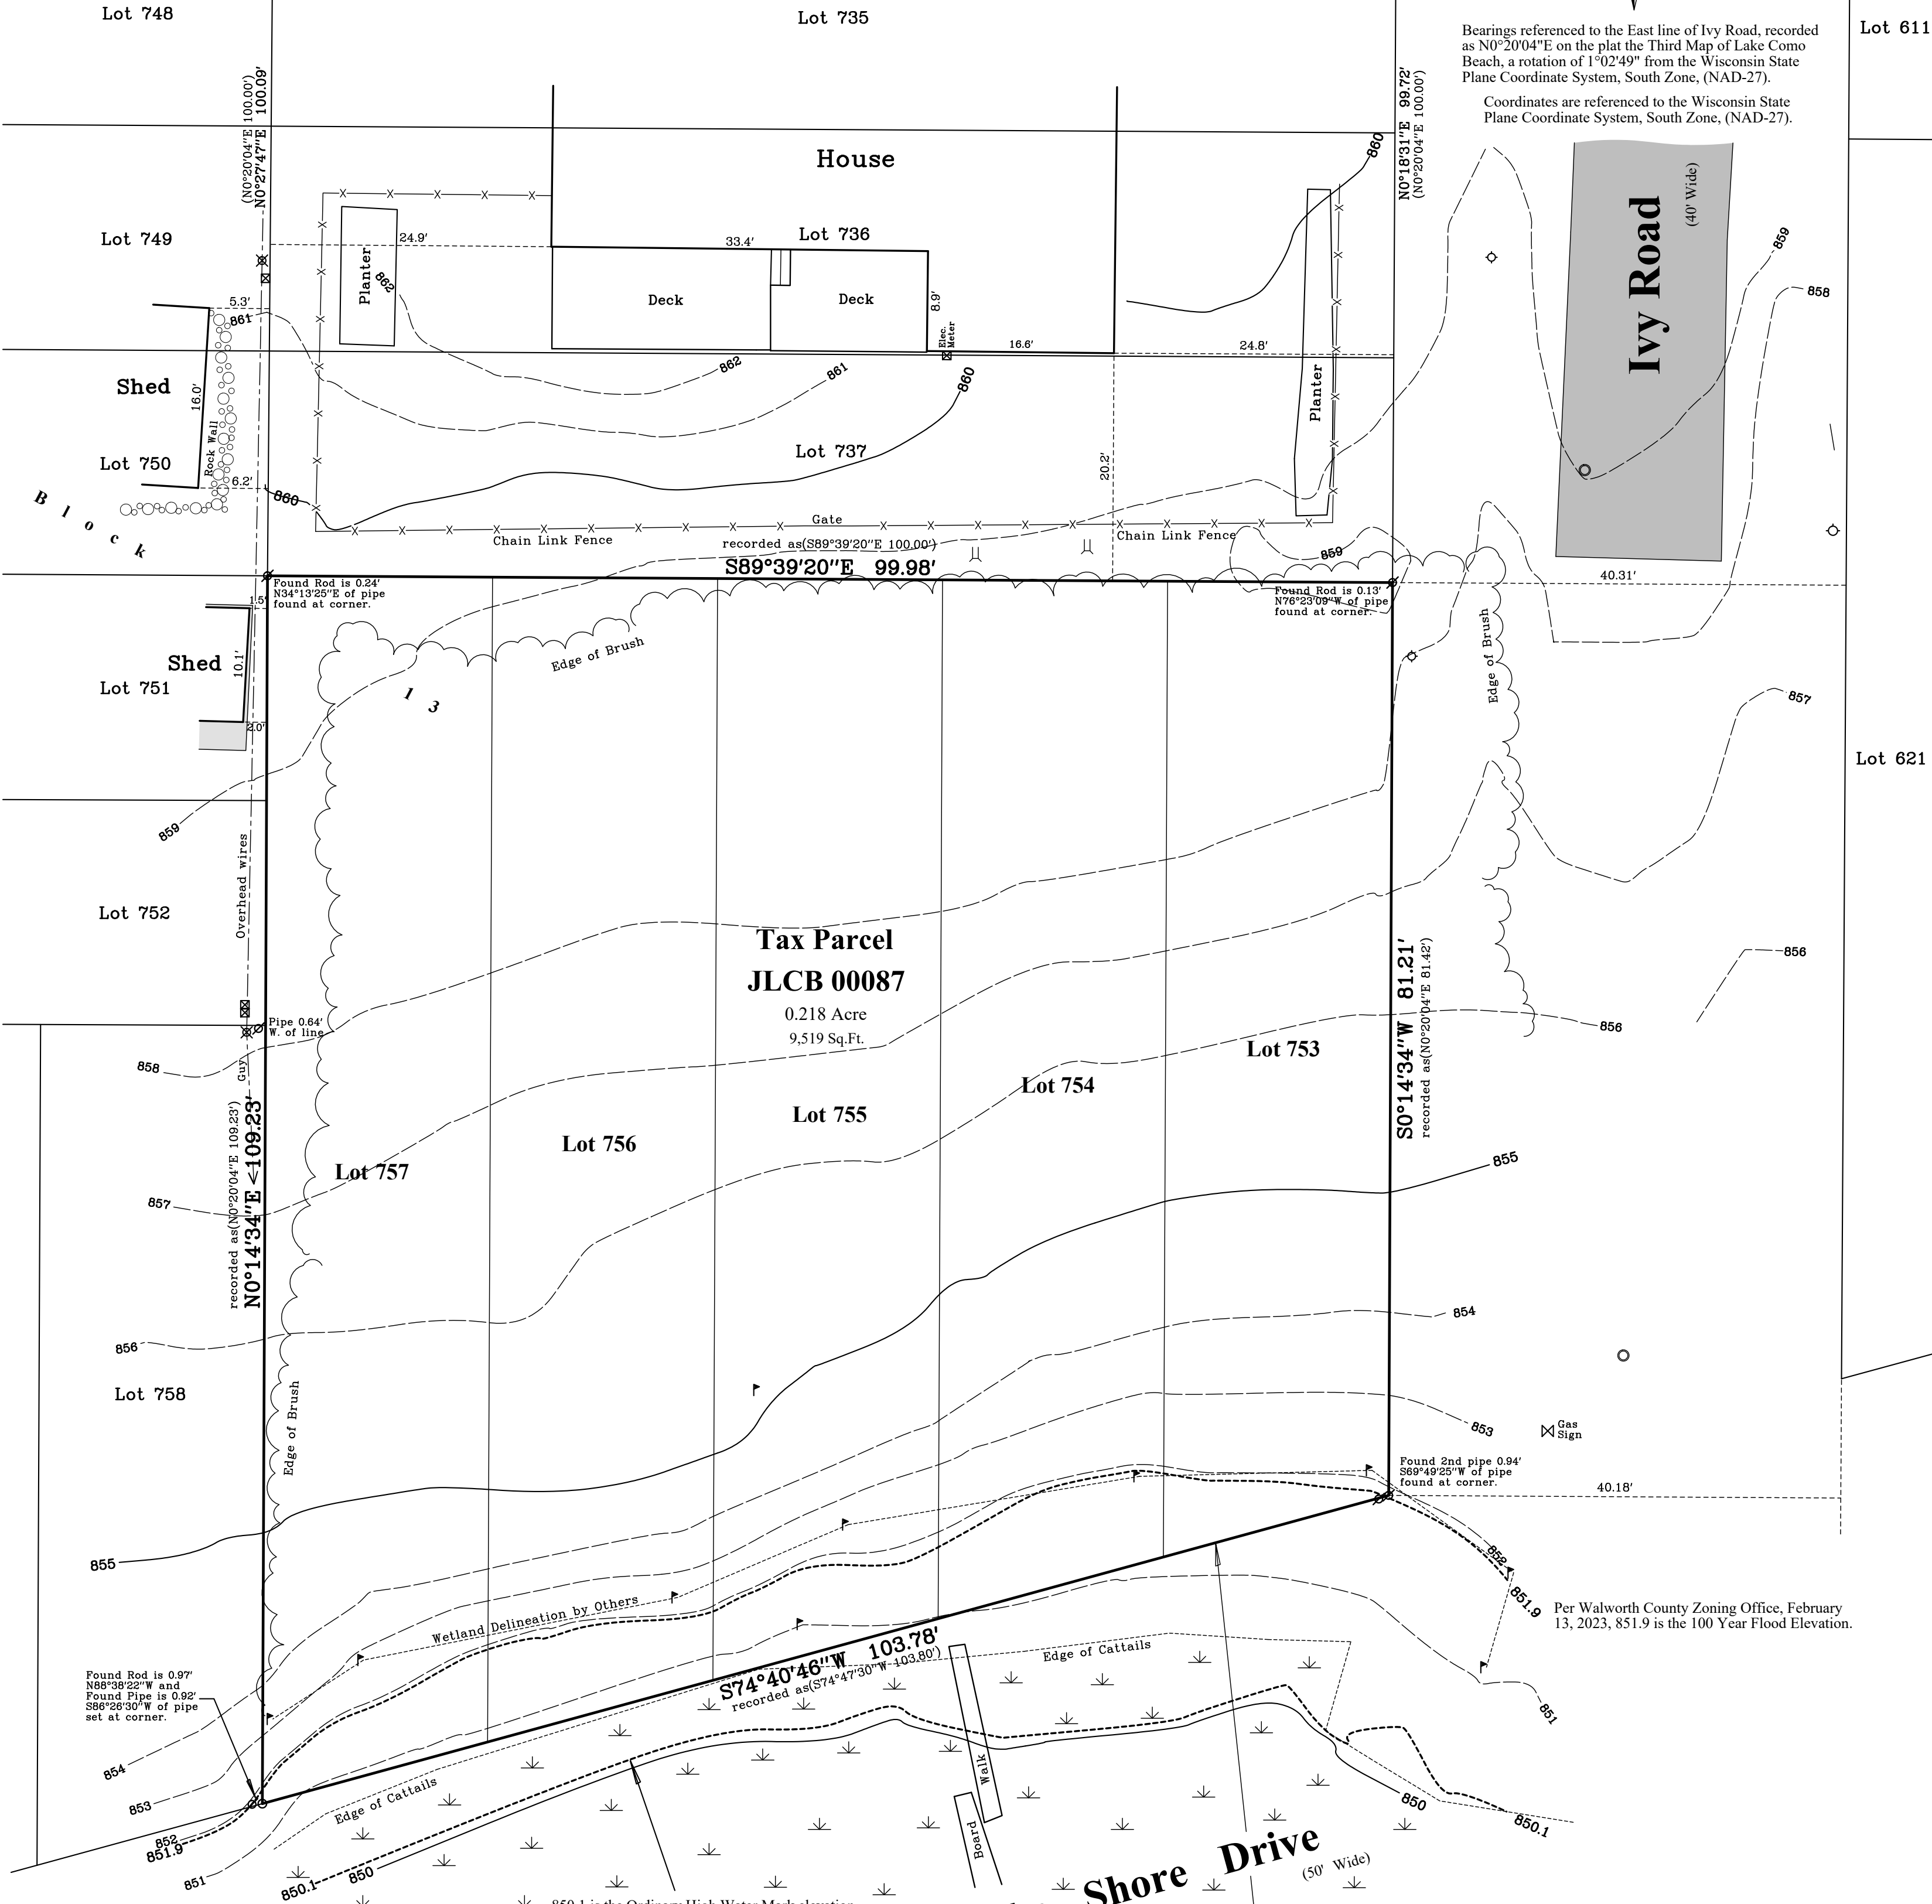 Lot 748
Lot 735
Lot 611
Bearings referenced to the East line of Ivy Road, recorded
as N0°20'04"E on the plat the Third Map of Lake Como
Beach, a rotation of 1°02'49" from the Wisconsin State
Plane Coordinate System, South Zone, (NAD-27).
Coordinates are referenced to the Wisconsin State
Plane Coordinate System, South Zone, (NAD-27).
(N0°20'04"E 100.00')
N0°27'47"E 100.09'
N0°18'31"E 99.72'
(N0°20'04"E 100.00')
860
House
Ivy Road
(40' Wide)
Lot 749
24.9'
33.4'
Lot 736
859
858
Planter
862
Deck
Deck
8.9'
Elec.
Meter
5.3'
861
16.6'
24.8'
862
861
860
Shed
16.0'
Rock Wall
Planter
Lot 750
6.2'
860
Lot 737
20.2'
Block
Gate
Chain Link Fence
recorded as(S89°39'20"E 100.00')
Chain Link Fence
S89°39'20"E 99.98'
859
40.31'
Found Rod is 0.24'
N34°13'25"E of pipe
found at corner.
Found Rod is 0.13'
N76°23'09"W of pipe
found at corner.
1.5'
Shed
10.1'
Lot 751
2.0'
Edge of Brush
13
Edge of Brush
857
Lot 621
859
Overhead wires
Lot 752
Tax Parcel
JLCB 00087
0.218 Acre
9,519 Sq.Ft.
S0°14'34"W 81.21'
recorded as(N0°20'04"E 81.42')
856
856
Pipe 0.64'
W. of line
Guy
858
Lot 753
Lot 754
Lot 755
Lot 756
Lot 757
recorded as(N0°20'04"E 109.23')
N0°14'34"E <109.23'
857
855
854
856
Lot 758
Edge of Brush
853
Gas
Sign
Found 2nd pipe 0.94'
S69°49'25"W of pipe
found at corner.
40.18'
855
852
851.9
Per Walworth County Zoning Office, February
13, 2023, 851.9 is the 100 Year Flood Elevation.
Wetland Delineation by Others
S74°40'46"W 103.78'
recorded as(S74°47'30"W 103.80')
Edge of Cattails
Found Rod is 0.97'
N88°38'22"W and
Found Pipe is 0.92'
S86°26'30"W of pipe
set at corner.
851
854
853
852
851.9
851
Edge of Cattails
Walk
Board
850
850.1
850.1
850
Shore Drive
(50' Wide)
850.1 is the Ordinary High Water Mark elevation